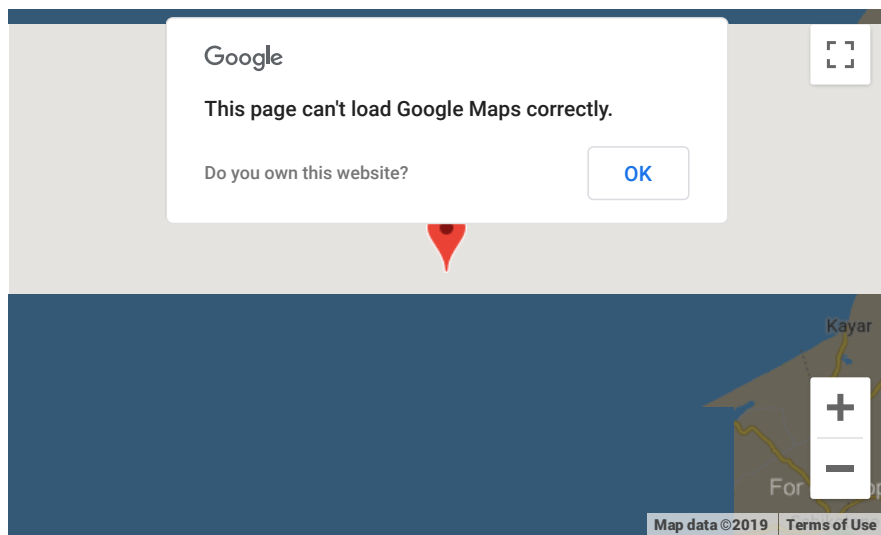 Google
This page can't load Google Maps correctly.
Do you own this website?
OK
Kayar
For
Map data ©2019
Terms of Use